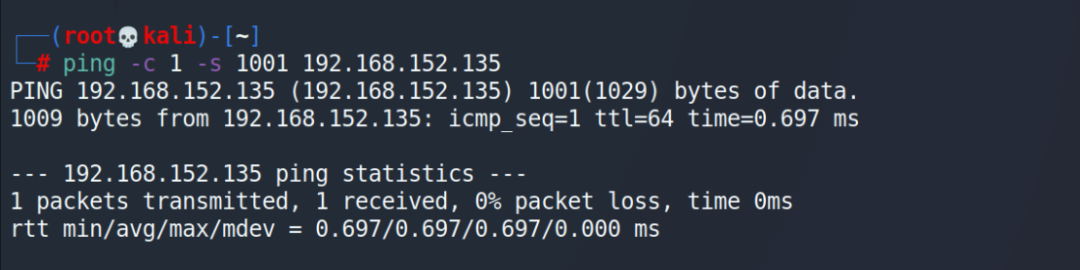 ┌──(root💀kali)-[~]
└─# ping -c 1 -s 1001 192.168.152.135
PING 192.168.152.135 (192.168.152.135) 1001(1029) bytes of data.
1009 bytes from 192.168.152.135: icmp_seq=1 ttl=64 time=0.697 ms

--- 192.168.152.135 ping statistics ---
1 packets transmitted, 1 received, 0% packet loss, time 0ms
rtt min/avg/max/mdev = 0.697/0.697/0.697/0.000 ms